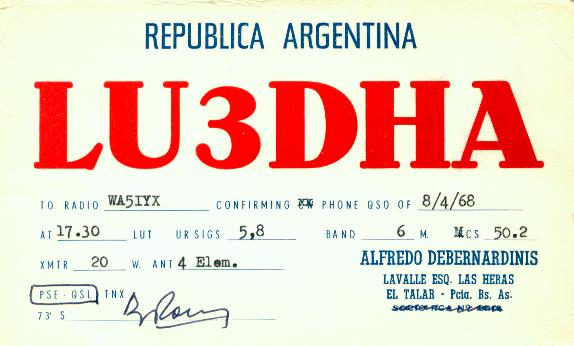 REPUBLICA ARGENTINA
LU3DHA
TO RADIO WA5IYX CONFIRMING CW PHONE QSO OF 8/4/68
AT 17.30 LUT UR SIGS 5,8 BAND 6 M. MCS 50.2
XMTR 20 W. ANT 4 Elem. ALFREDO DEBERNARDINIS
LAVALLE ESQ. LAS HERAS
PSE - QSL TNX EL TALAR - Pcia. Bs. As.
73' S